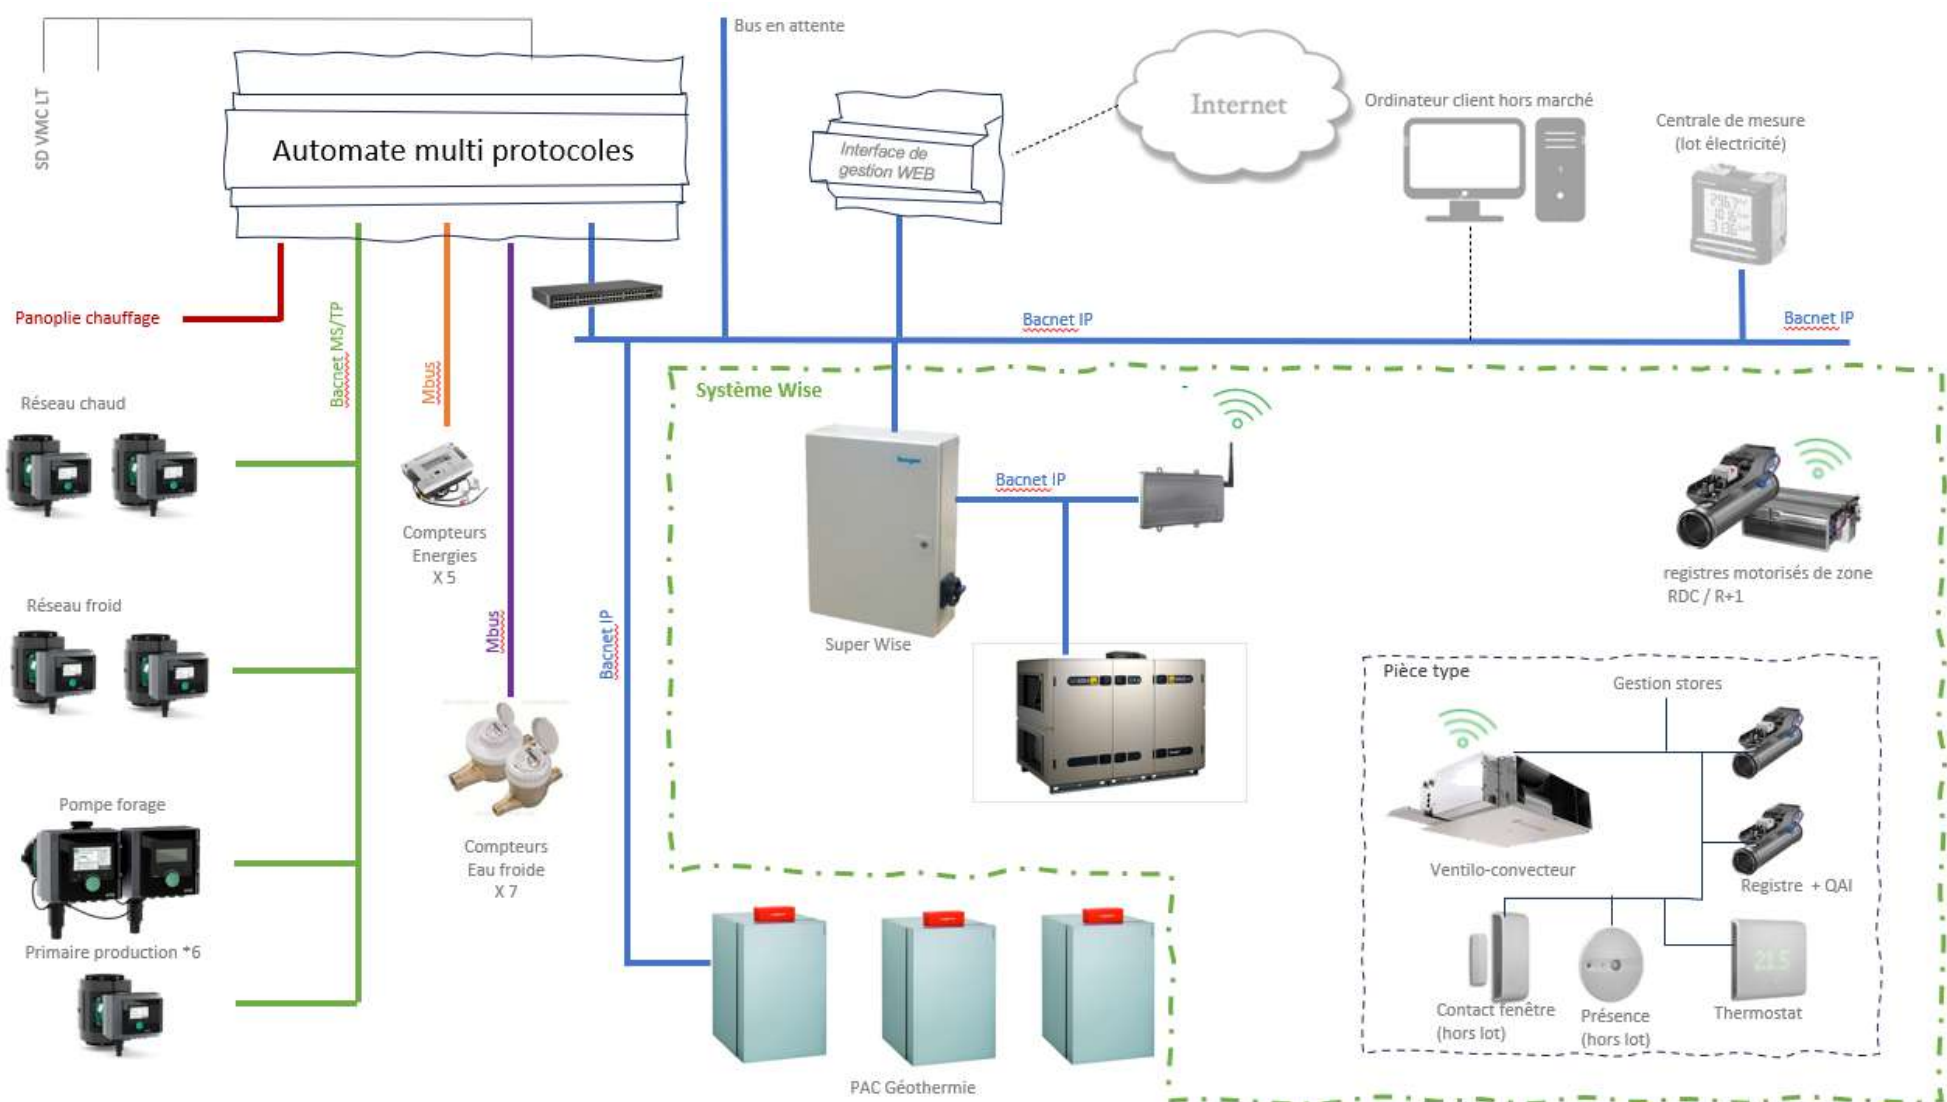 Bus en attente
SD VMC LT
Automate multi protocoles
Interface de
gestion WEB
Internet
Ordinateur client hors marché
Centrale de mesure
(lot électricité)
Panoplie chauffage
Bacnet MS/TP
Mbus
Bacnet IP
Bacnet IP
Système Wise
Réseau chaud
Bacnet IP
Compteurs
Energies
X 5
registres motorisés de zone
RDC / R+1
Réseau froid
Mbus
Bacnet IP
Super Wise
Pièce type
Gestion stores
Pompe forage
Compteurs
Eau froide
X 7
Ventilo-convecteur
Registre + QAI
Primaire production *6
21.5
Contact fenêtre
(hors lot)
Présence
(hors lot)
Thermostat
PAC Géothermie